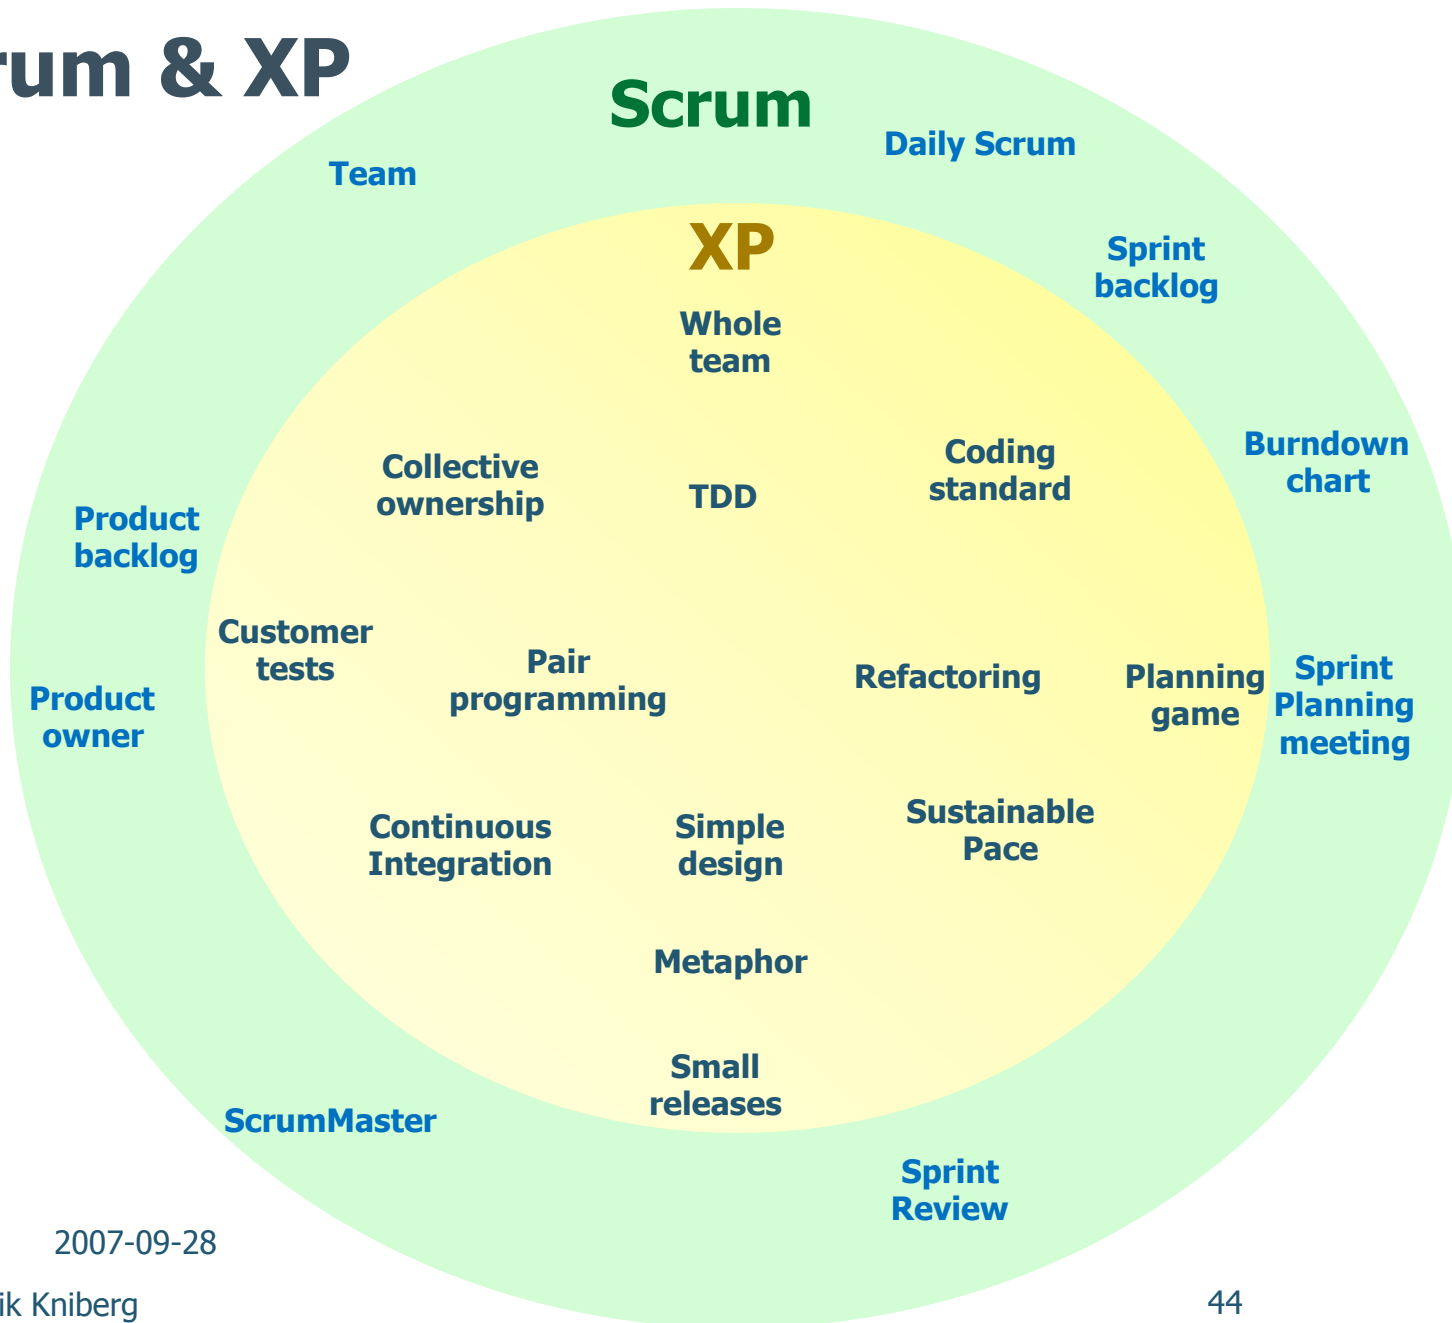 rum & XP
Scrum
Daily Scrum
Team
XP
Sprint
backlog
Whole
team
Collective
ownership
TDD
Coding
standard
Burndown
chart
Product
backlog
Customer
tests
Pair
programming
Refactoring
Planning
game
Sprint
Planning
meeting
Product
owner
Continuous
Integration
Simple
design
Sustainable
Pace
Metaphor
Small
releases
ScrumMaster
Sprint
Review
2007-09-28
ik Kniberg
44